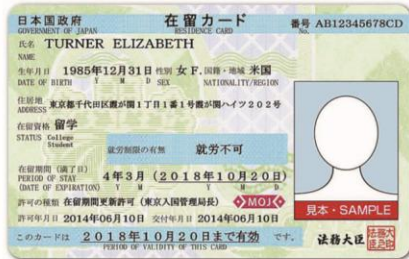 日本国政府 在留カード 番号 AB12345678CD
GOVERNMENT OF JAPAN RESIDENCE CARD No.
氏名 TURNER ELIZABETH
NAME
生年月日 1985年12月31日 性別 女 F. 国籍・地域 米国
DATE OF BIRTH Y M D SEX NATIONALITY/REGION
住居地 東京都千代田区霞が関1丁目1番1号霞が関ハイツ202号
ADDRESS
在留資格 留学
STATUS College
Student
就労制限の有無 就労不可
在留期間(満了日) 4年3月(2018年10月20日)
PERIOD OF STAY
(DATE OF EXPIRATION) Y M Y M D
許可の種類 在留期間更新許可(東京入国管理局長) MOJ
許可年月日 2014年06月10日 交付年月日 2014年06月10日
見本・SAMPLE
このカードは 2018年10月20日まで有効 です。
PERIOD OF VALIDITY OF THIS CARD
法務大臣